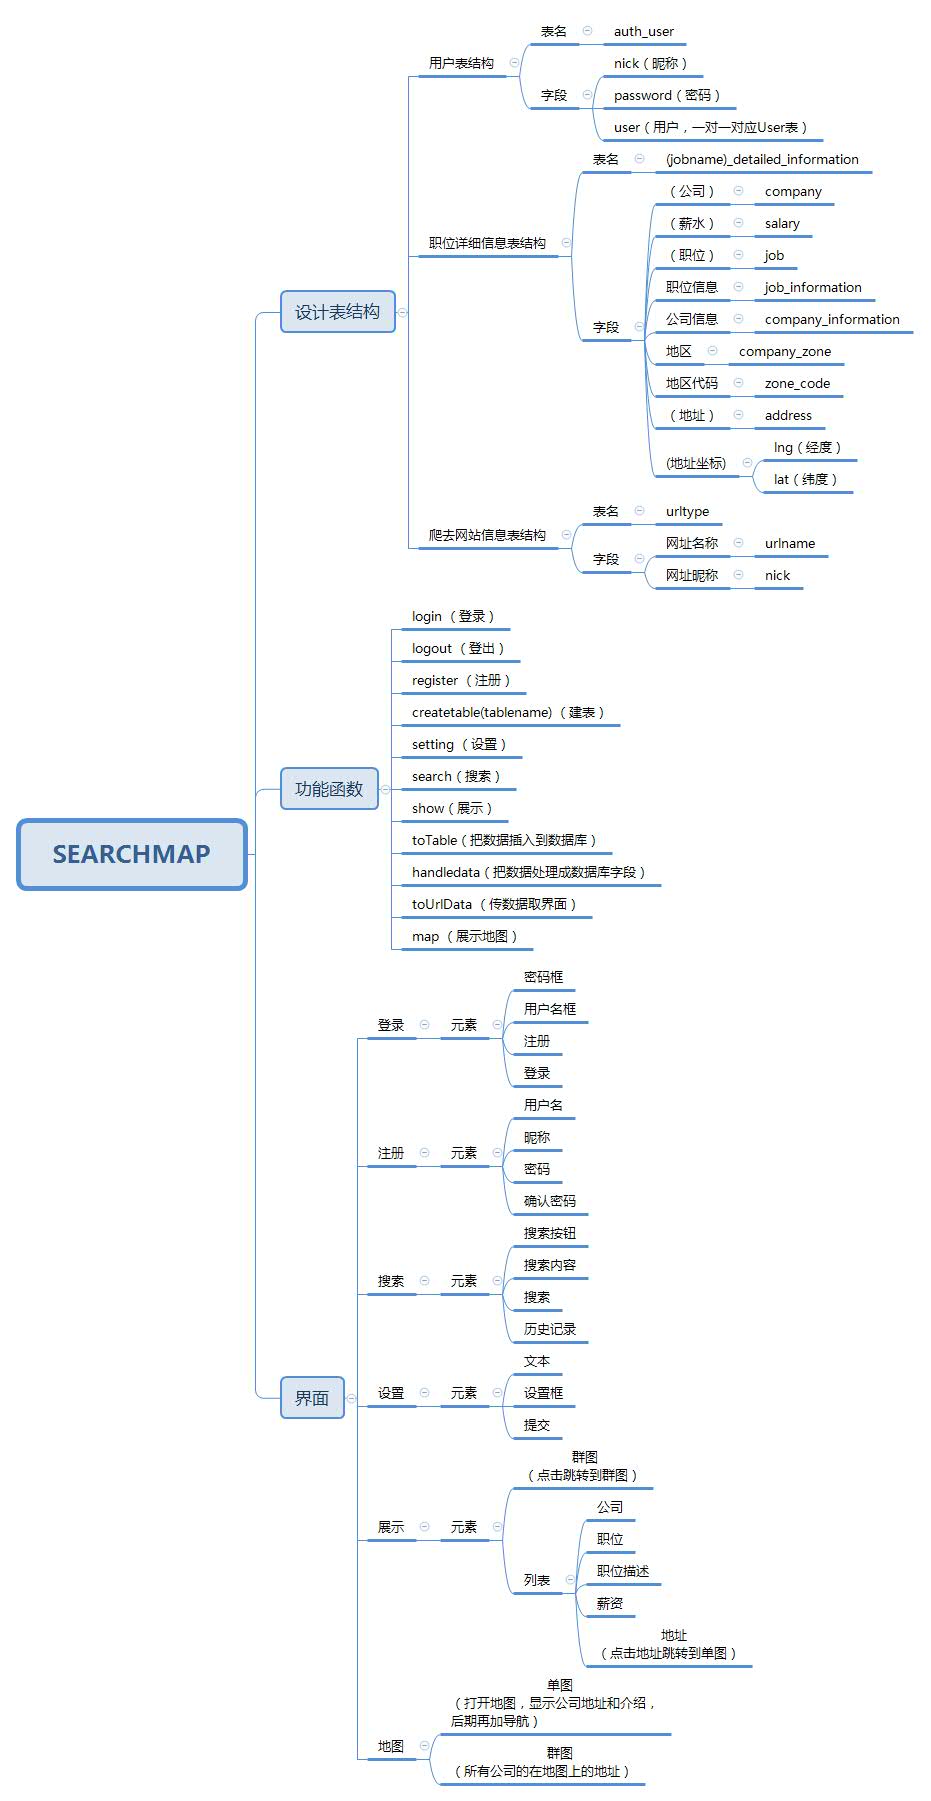 SEARCHMAP
设计表结构
用户表结构
表名
auth_user
字段
nick（昵称）
password（密码）
user（用户，一对一对应User表）
职位详细信息表结构
表名
(jobname)_detailed_information
字段
（公司）
company
（薪水）
salary
（职位）
job
职位信息
job_information
公司信息
company_information
地区
company_zone
地区代码
zone_code
（地址）
address
(地址坐标)
lng（经度）
lat（纬度）
爬去网站信息表结构
表名
urltype
字段
网址名称
urlname
网址昵称
nick
功能函数
login （登录）
logout （登出）
register （注册）
createtable(tablename) （建表）
setting （设置）
search（搜索）
show（展示）
toTable（把数据插入到数据库）
handledata（把数据处理成数据库字段）
toUrlData （传数据取界面）
map （展示地图）
界面
登录
元素
密码框
用户名框
注册
登录
注册
元素
用户名
昵称
密码
确认密码
搜索
元素
搜索按钮
搜索内容
搜索
历史记录
设置
元素
文本
设置框
提交
展示
元素
群图
（点击跳转到群图）
列表
公司
职位
职位描述
薪资
地址
（点击地址跳转到单图）
地图
单图
（打开地图，显示公司地址和介绍，
后期再加导航）
群图
（所有公司的在地图上的地址）